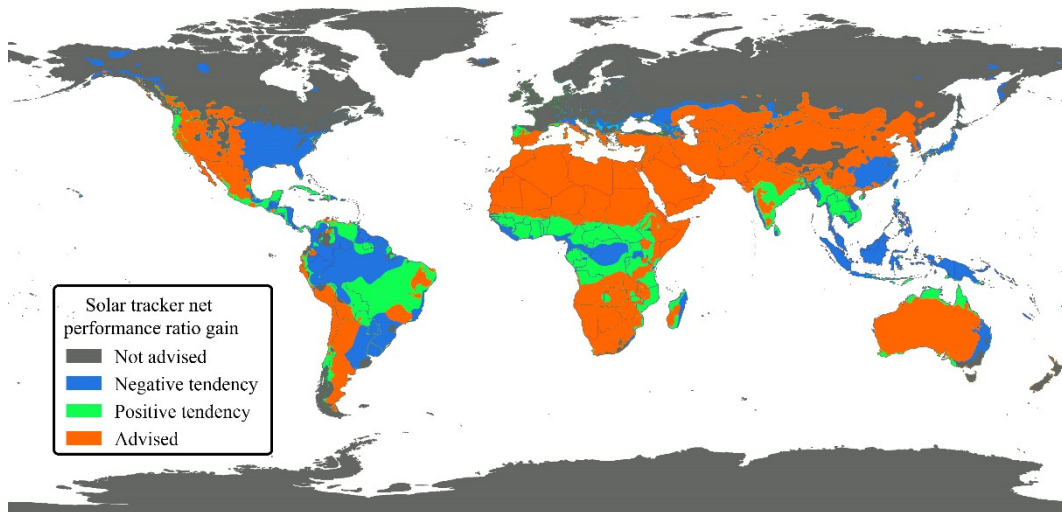 Solar tracker net
performance ratio gain
Not advised
Negative tendency
Positive tendency
Advised